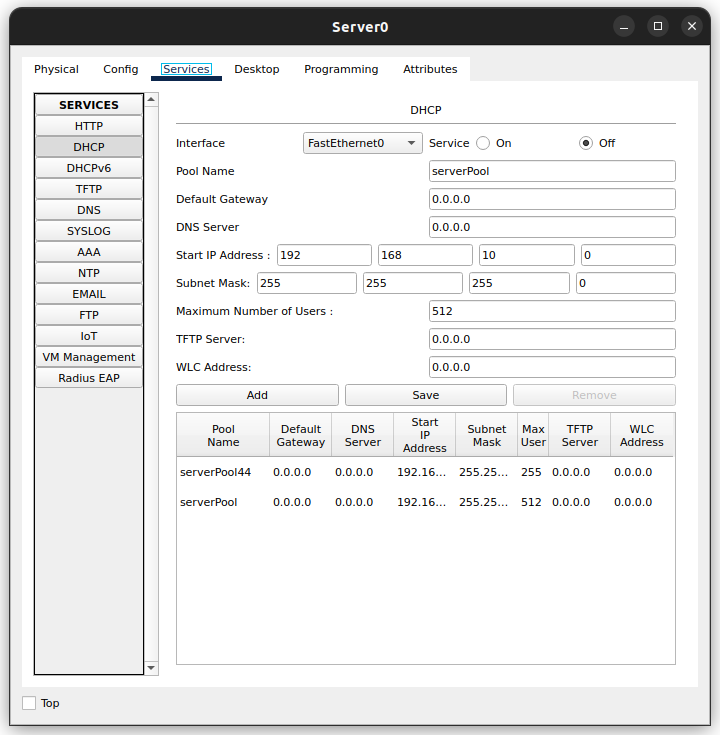 Server0
Physical Config Services Desktop Programming Attributes
SERVICES
HTTP
DHCP
DHCPv6
TFTP
DNS
SYSLOG
AAA
NTP
EMAIL
FTP
IoT
VM Management
Radius EAP
DHCP
Interface FastEthernet0 Service On Off
Pool Name serverPool
Default Gateway 0.0.0.0
DNS Server 0.0.0.0
Start IP Address : 192 168 10 0
Subnet Mask: 255 255 255 0
Maximum Number of Users : 512
TFTP Server: 0.0.0.0
WLC Address: 0.0.0.0
Add Save Remove
Pool Name Default Gateway DNS Server Start IP Address Subnet Mask Max User TFTP Server WLC Address
serverPool44 0.0.0.0 0.0.0.0 192.16... 255.25... 255 0.0.0.0 0.0.0.0
serverPool 0.0.0.0 0.0.0.0 192.16... 255.25... 512 0.0.0.0 0.0.0.0
Top